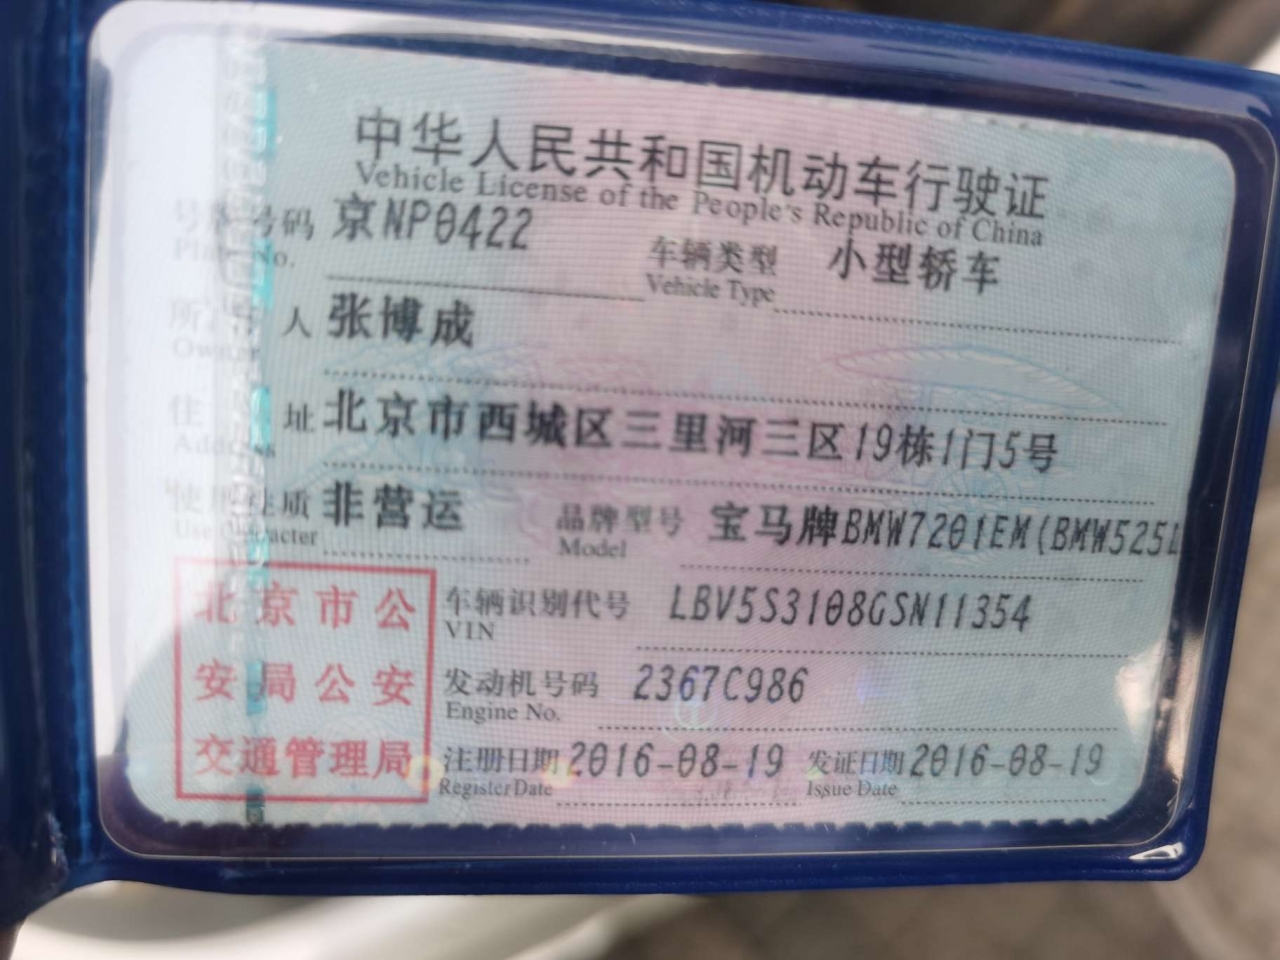 中华人民共和国机动车行驶证
Vehicle License of the People's Republic of China
号牌号码 京NP0422
Plate No.
车辆类型 小型轿车
Vehicle Type
所有人 张博成
Owner
住址 北京市西城区三里河三区19栋1门5号
Address
使用性质 非营运
Use Character
品牌型号 宝马牌BMW7201EM(BMW525L
Model
北京市公
安局公安
交通管理局
车辆识别代号 LBV5S3108GSN11354
VIN
发动机号码 2367C986
Engine No.
注册日期 2016-08-19 发证日期 2016-08-19
Register Date Issue Date